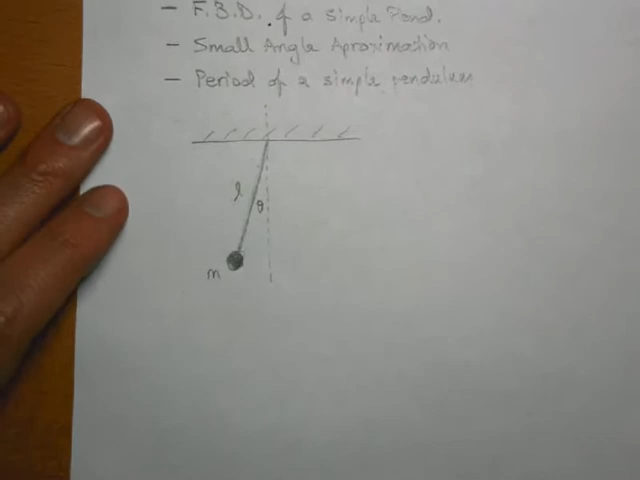 - F.B.D. of a Simple Pend.
- Small Angle Aproximation
- Period of a simple pendulum
l
θ
m